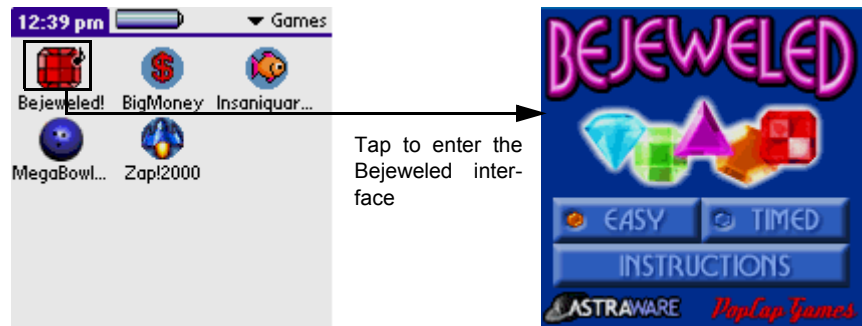 12:39 pm
Games
Bejeweled! BigMoney Insaniquar...
MegaBowl... Zap!2000
Tap to enter the
Bejeweled inter-
face
BEJEWELED
EASY TIMED
INSTRUCTIONS
ASTRAWARE PopCap Games